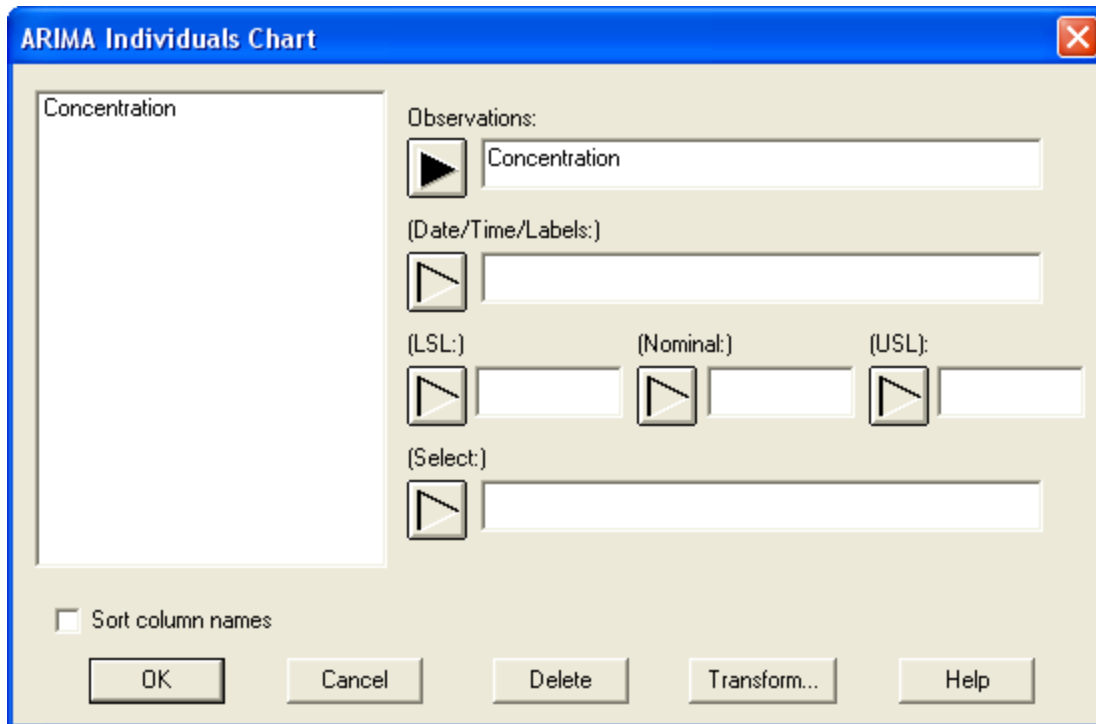 ARIMA Individuals Chart
Concentration
Observations:
Concentration
(Date/Time/Labels:)
(LSL:) (Nominal:) (USL):
(Select:)
Sort column names
OK Cancel Delete Transform... Help